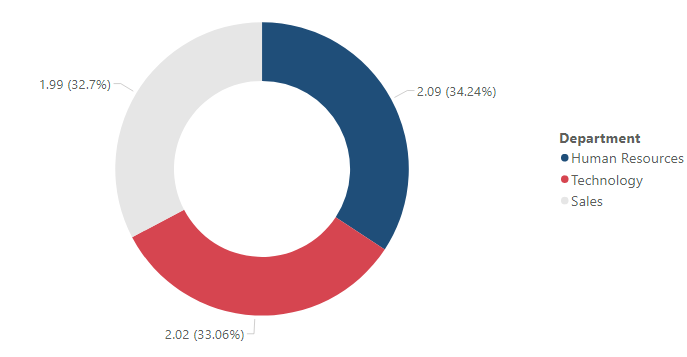 1.99 (32.7%)
2.09 (34.24%)
2.02 (33.06%)
Department
Human Resources
Technology
Sales